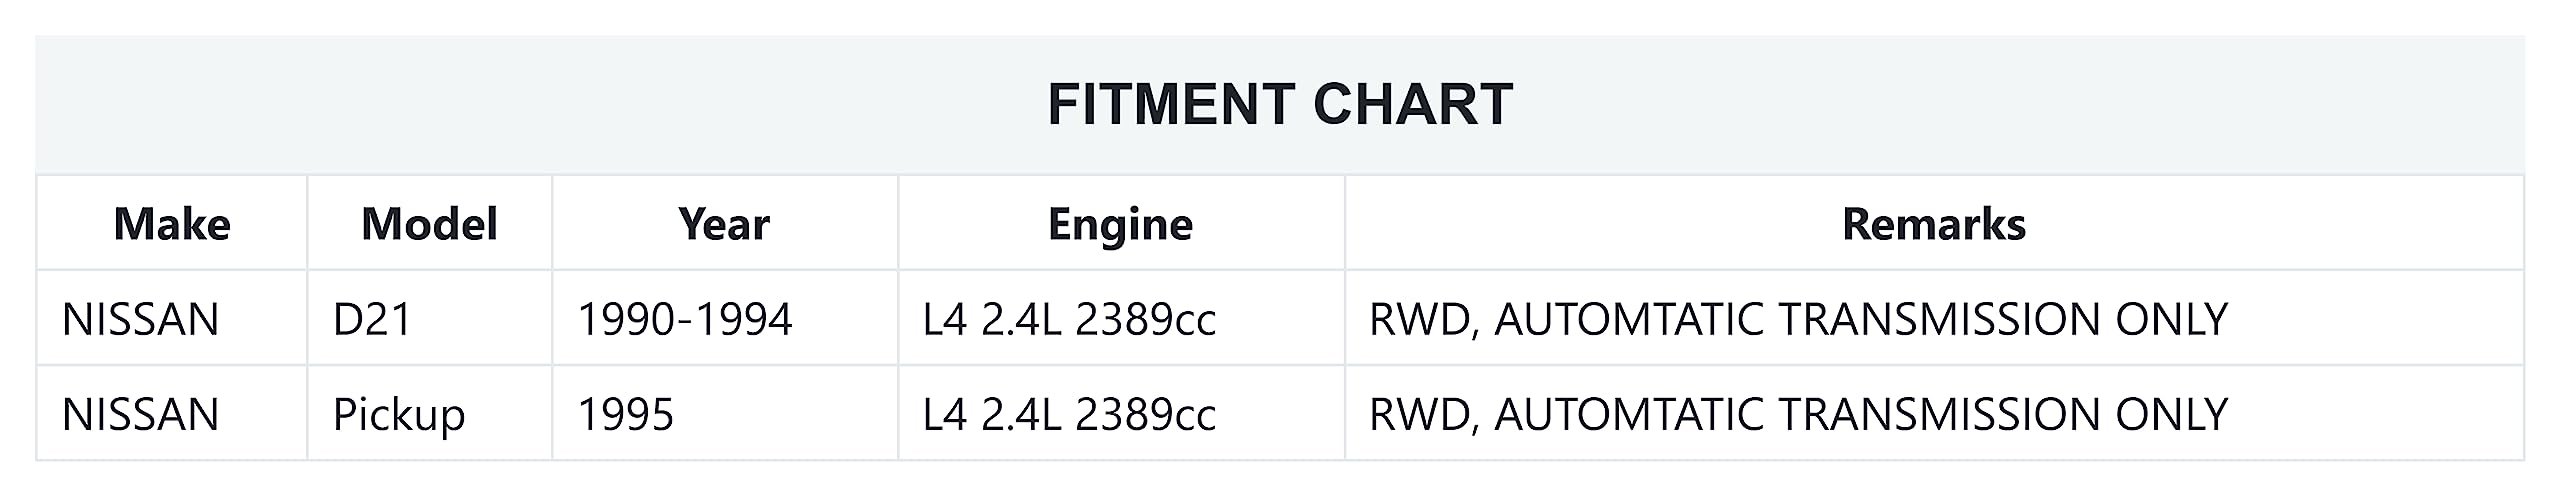 FITMENT CHART
Make Model Year Engine Remarks
NISSAN D21 1990-1994 L4 2.4L 2389cc RWD, AUTOMTATIC TRANSMISSION ONLY
NISSAN Pickup 1995 L4 2.4L 2389cc RWD, AUTOMTATIC TRANSMISSION ONLY